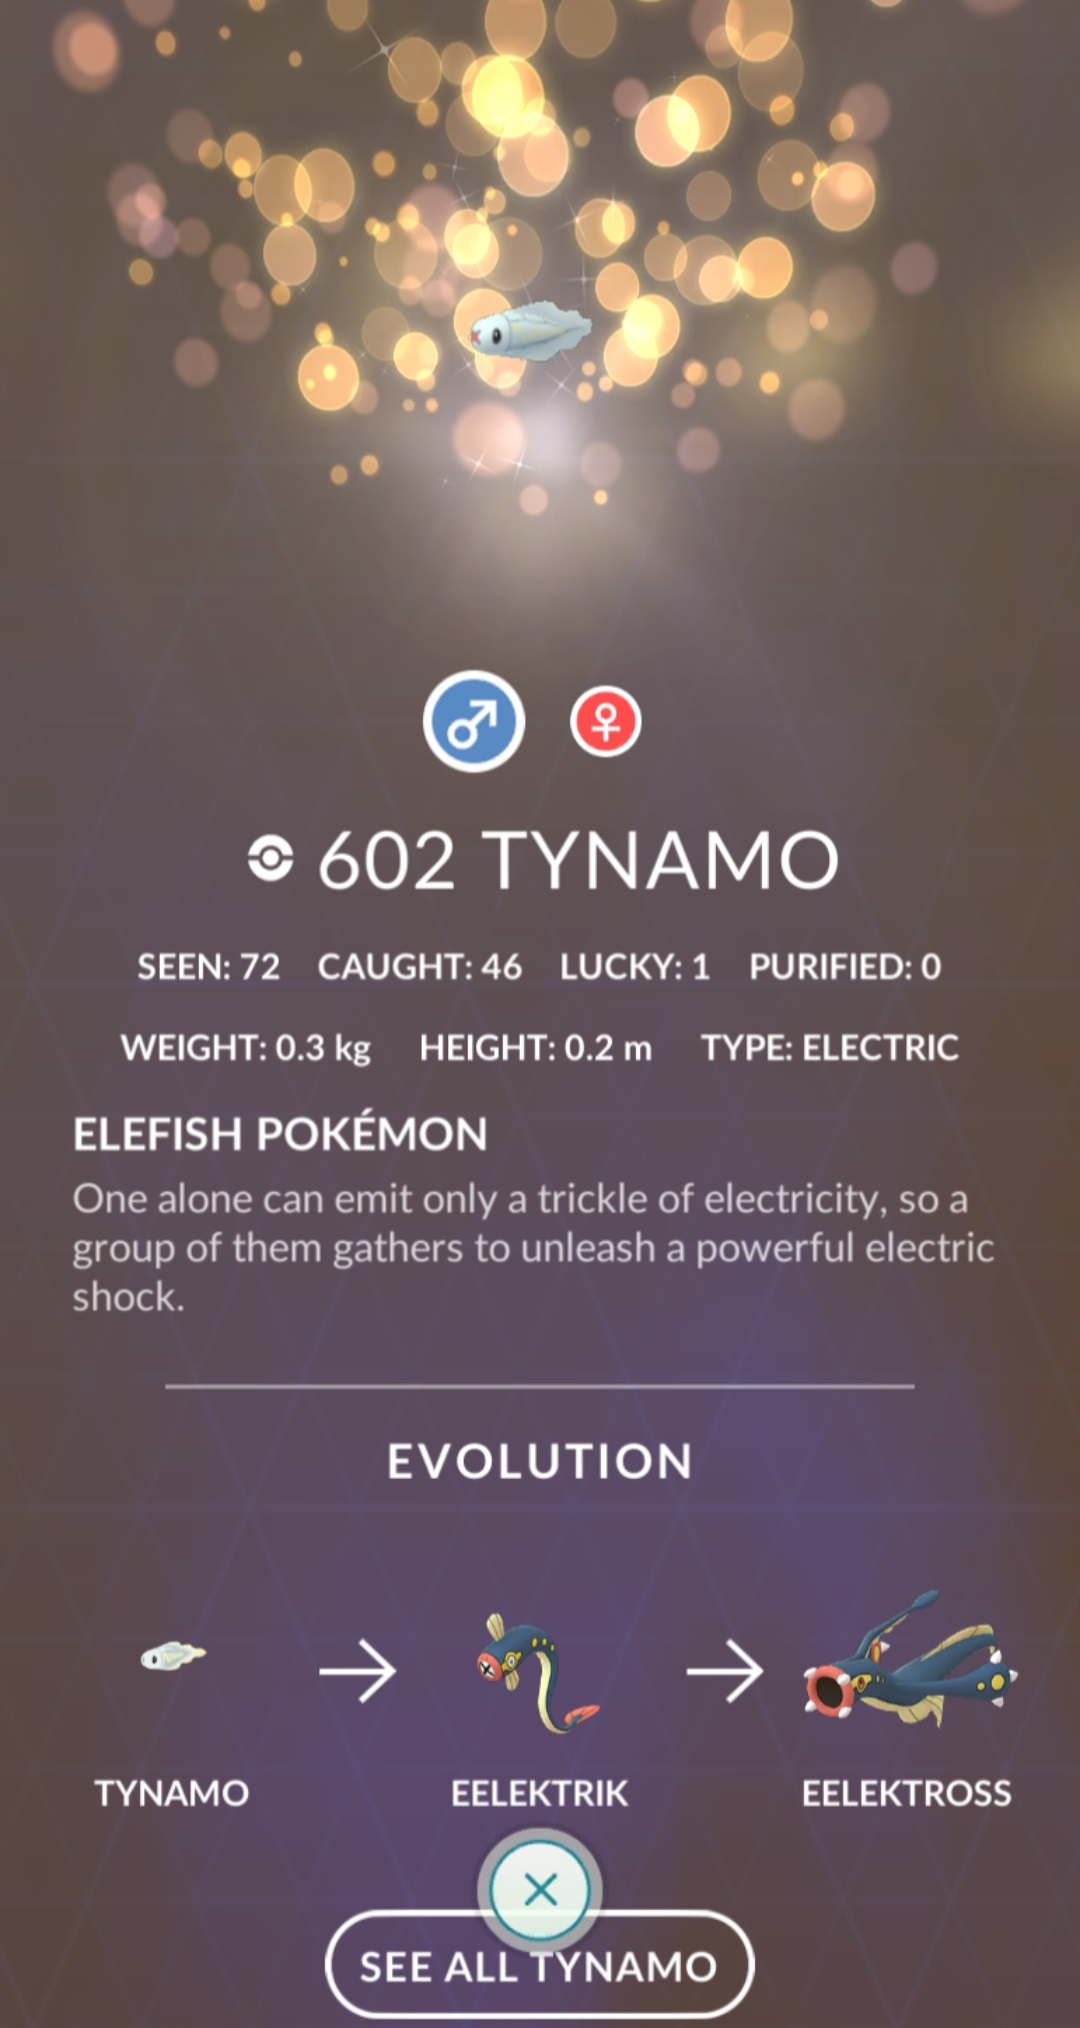 602 TYNAMO
SEEN: 72 CAUGHT: 46 LUCKY: 1 PURIFIED: 0
WEIGHT: 0.3 kg HEIGHT: 0.2 m TYPE: ELECTRIC
ELEFISH POKÉMON
One alone can emit only a trickle of electricity, so a
group of them gathers to unleash a powerful electric
shock.
EVOLUTION
TYNAMO EELEKTRIK EELEKTROSS
SEE ALL TYNAMO